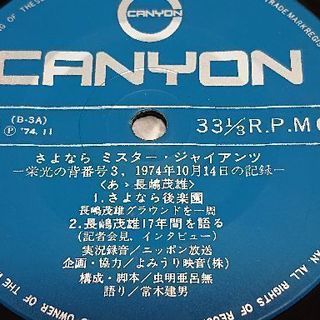 CANYON
(B-3A)
Ⓟ '74.11
33⅓ R.P.M
さよなら ミスター・ジャイアンツ
—栄光の背番号3、1974年10月14日の記録—
<あゝ長嶋茂雄>
1.さよなら後楽園
長嶋茂雄グラウンドを一周
2.長嶋茂雄17年間を語る
(記者会見、インタビュー)
実況録音/ニッポン放送
企画・協力/よみうり映音(株)
構成・脚本/虫明亜呂無
語り/常木建男